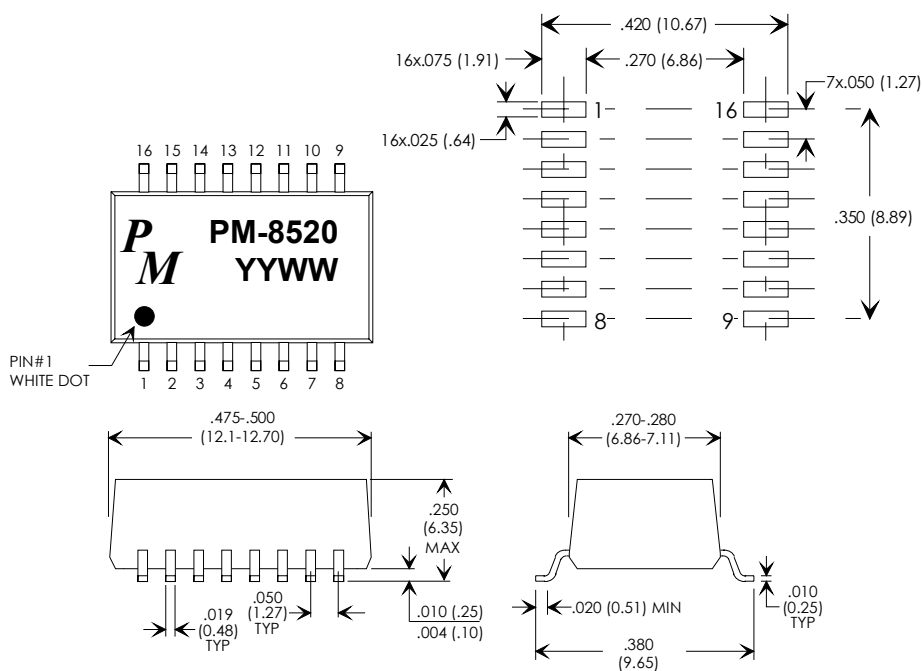 .420 (10.67)
16x.075 (1.91)
.270 (6.86)
7x.050 (1.27)
1
16
16x.025 (.64)
.350 (8.89)
8
9
16 15 14 13 12 11 10 9
P
M
PM-8520
YYWW
PIN#1
WHITE DOT
1 2 3 4 5 6 7 8
.475-.500
(12.1-12.70)
.250
(6.35)
MAX
.019
(0.48)
TYP
.050
(1.27)
TYP
.010 (.25)
.004 (.10)
.270-.280
(6.86-7.11)
.020 (0.51) MIN
.010
(0.25)
TYP
.380
(9.65)